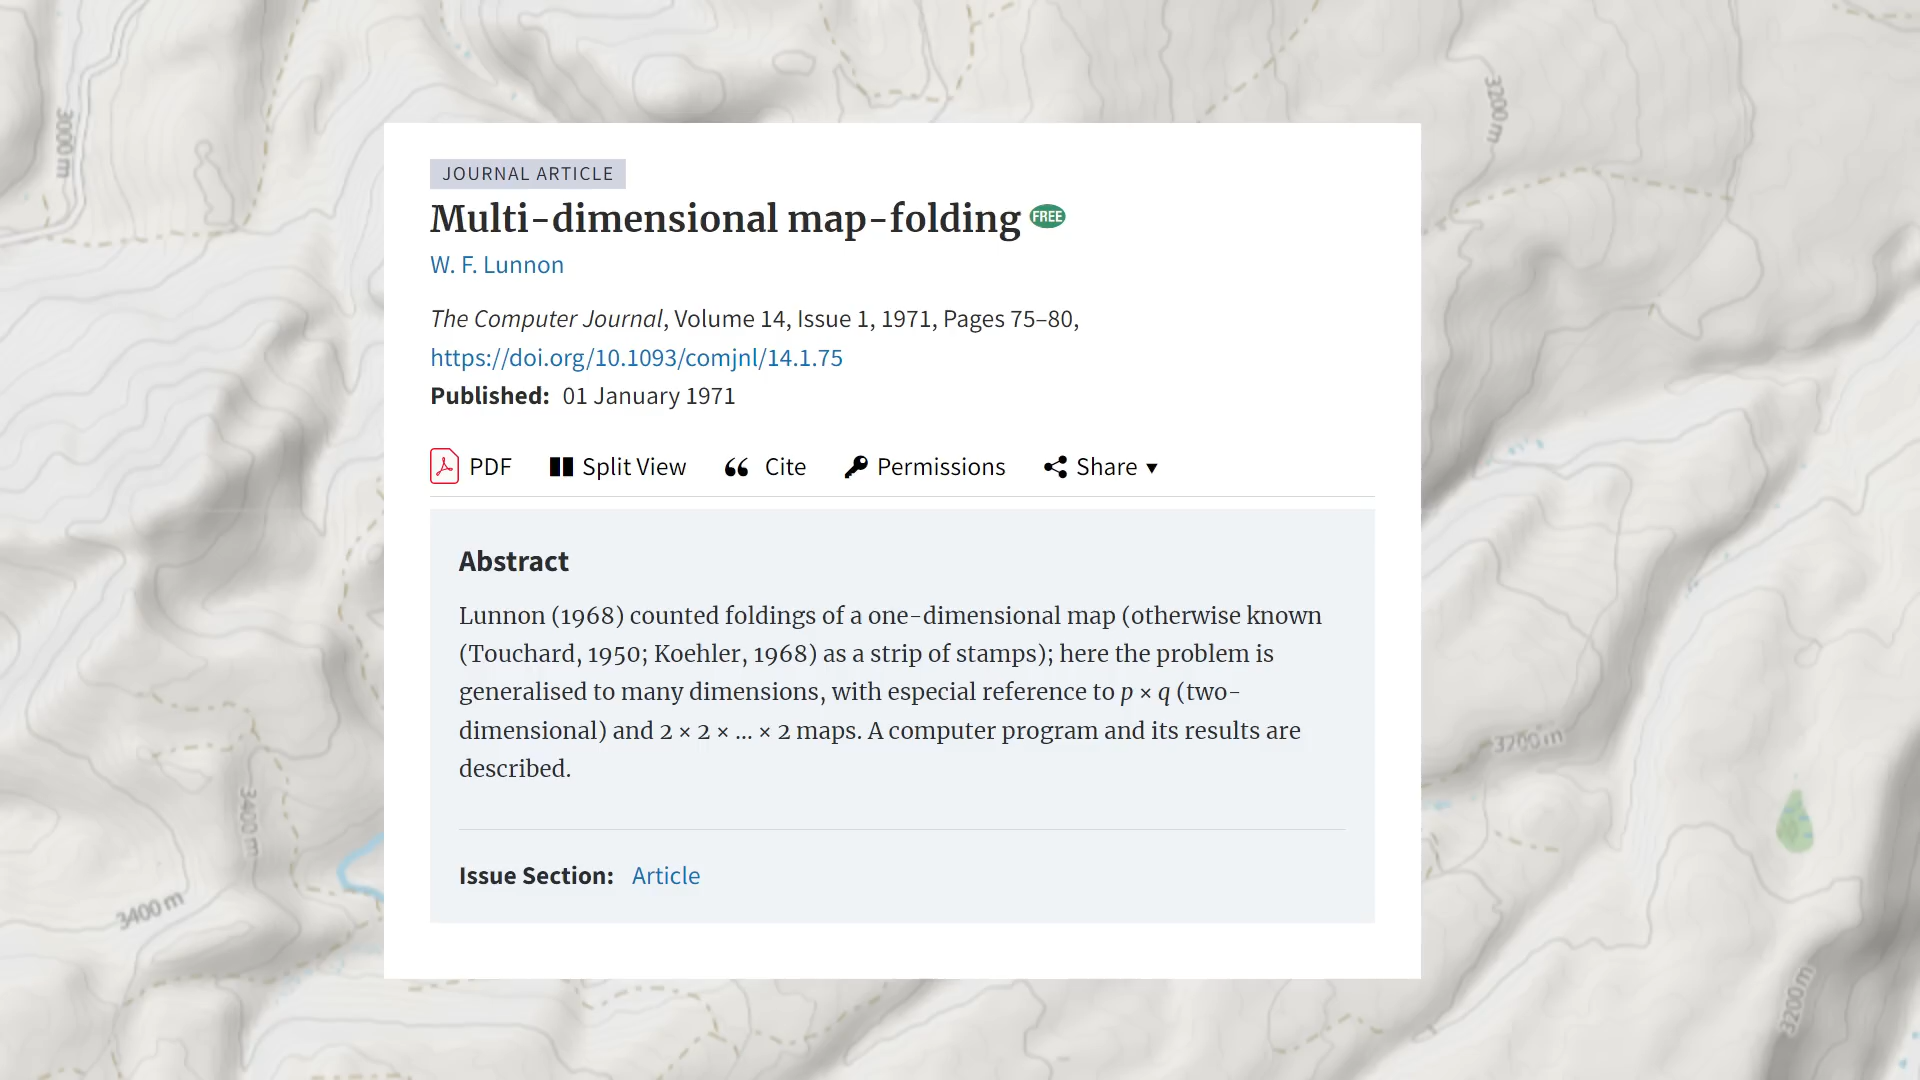 JOURNAL ARTICLE
Multi-dimensional map-folding FREE
W. F. Lunnon
The Computer Journal, Volume 14, Issue 1, 1971, Pages 75–80,
https://doi.org/10.1093/comjnl/14.1.75
Published: 01 January 1971
PDF Split View Cite Permissions Share
Abstract
Lunnon (1968) counted foldings of a one-dimensional map (otherwise known
(Touchard, 1950; Koehler, 1968) as a strip of stamps); here the problem is
generalised to many dimensions, with especial reference to p × q (two-
dimensional) and 2 × 2 × ... × 2 maps. A computer program and its results are
described.
Issue Section: Article
3000 m
3200 m
3200 m
3400 m
3400 m
3200 m